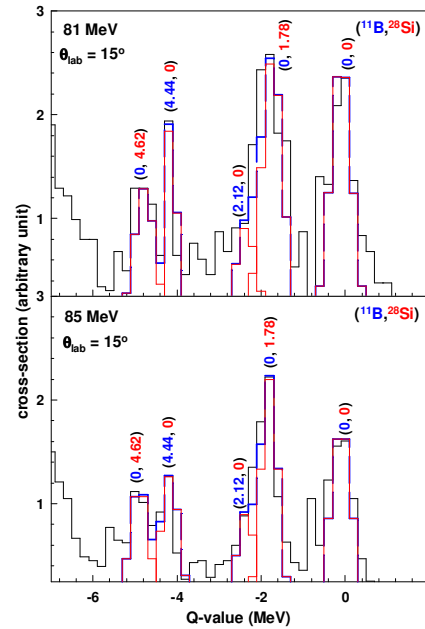 3
81 MeV
θlab = 15º
(¹¹B,²⁸Si)
(0, 4.62)
(4.44, 0)
(2.12, 0)
(0, 1.78)
(0, 0)
2
1
cross-section (arbitrary unit)
3
85 MeV
θlab = 15º
(¹¹B,²⁸Si)
(0, 4.62)
(4.44, 0)
(2.12, 0)
(0, 1.78)
(0, 0)
2
1
-6 -4 -2 0
Q-value (MeV)